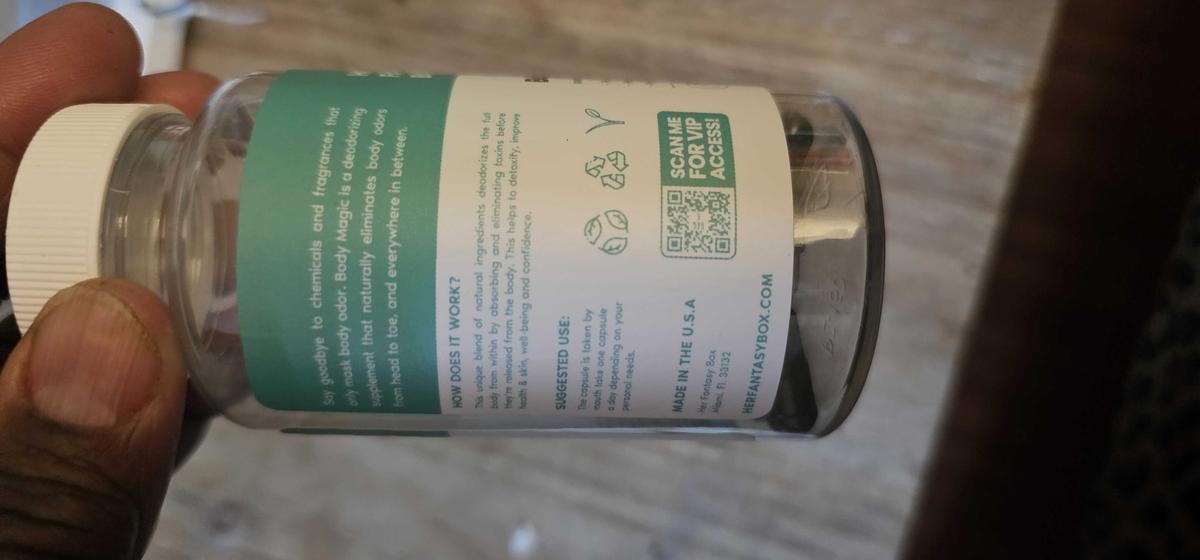 Say goodbye to chemicals and fragrances that
only mask body odor. Body Magic is a deodorizing
supplement that naturally eliminates body odors
from head to toe, and everywhere in between.
HOW DOES IT WORK?
This unique blend of natural ingredients deodorizes the full
body from within by absorbing and eliminating toxins before
they're released from the body. This helps to detoxify, improve
health & skin, well-being and confidence.
SUGGESTED USE:
The capsule is taken by
mouth take one capsule
a day depending on your
personal needs.
MADE IN THE U.S.A
Her Fantasy Box
Miami, Fl, 33132
HERFANTASYBOX.COM
SCAN ME
FOR VIP
ACCESS!